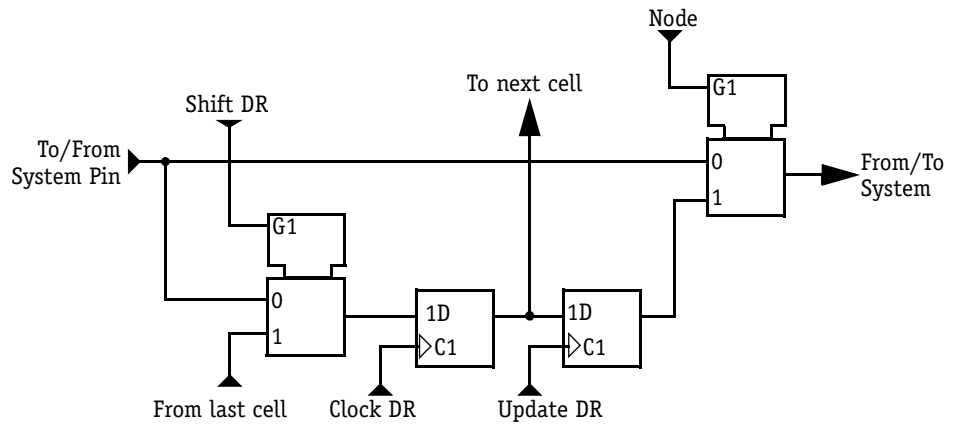 Node
G1
To next cell
Shift DR
To/From
System Pin
0
1
From/To
System
G1
0
1
1D
C1
1D
C1
From last cell
Clock DR
Update DR